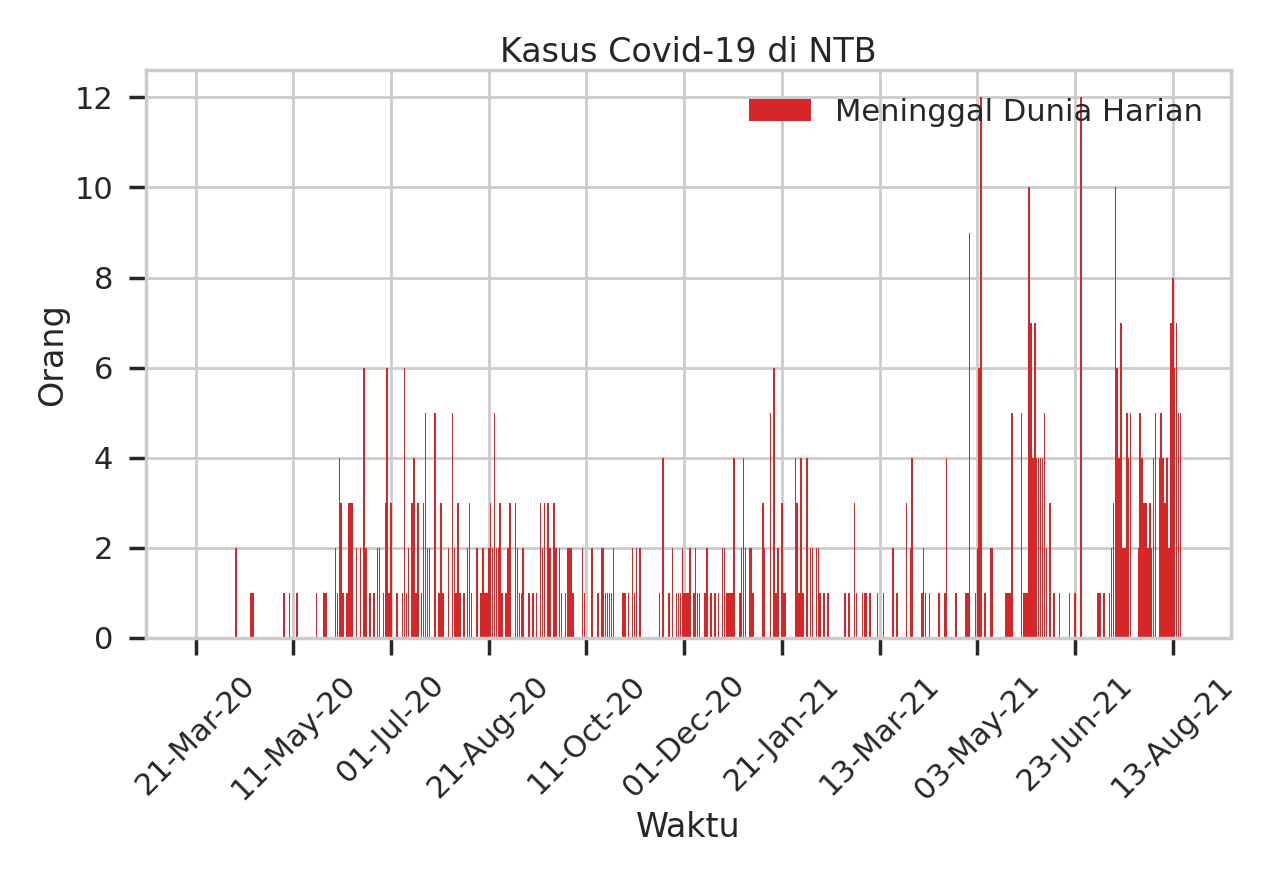 Kasus Covid-19 di NTB
Meninggal Dunia Harian
12
10
8
6
4
2
0
Orang
21-Mar-20
11-May-20
01-Jul-20
21-Aug-20
11-Oct-20
01-Dec-20
21-Jan-21
13-Mar-21
03-May-21
23-Jun-21
13-Aug-21
Waktu